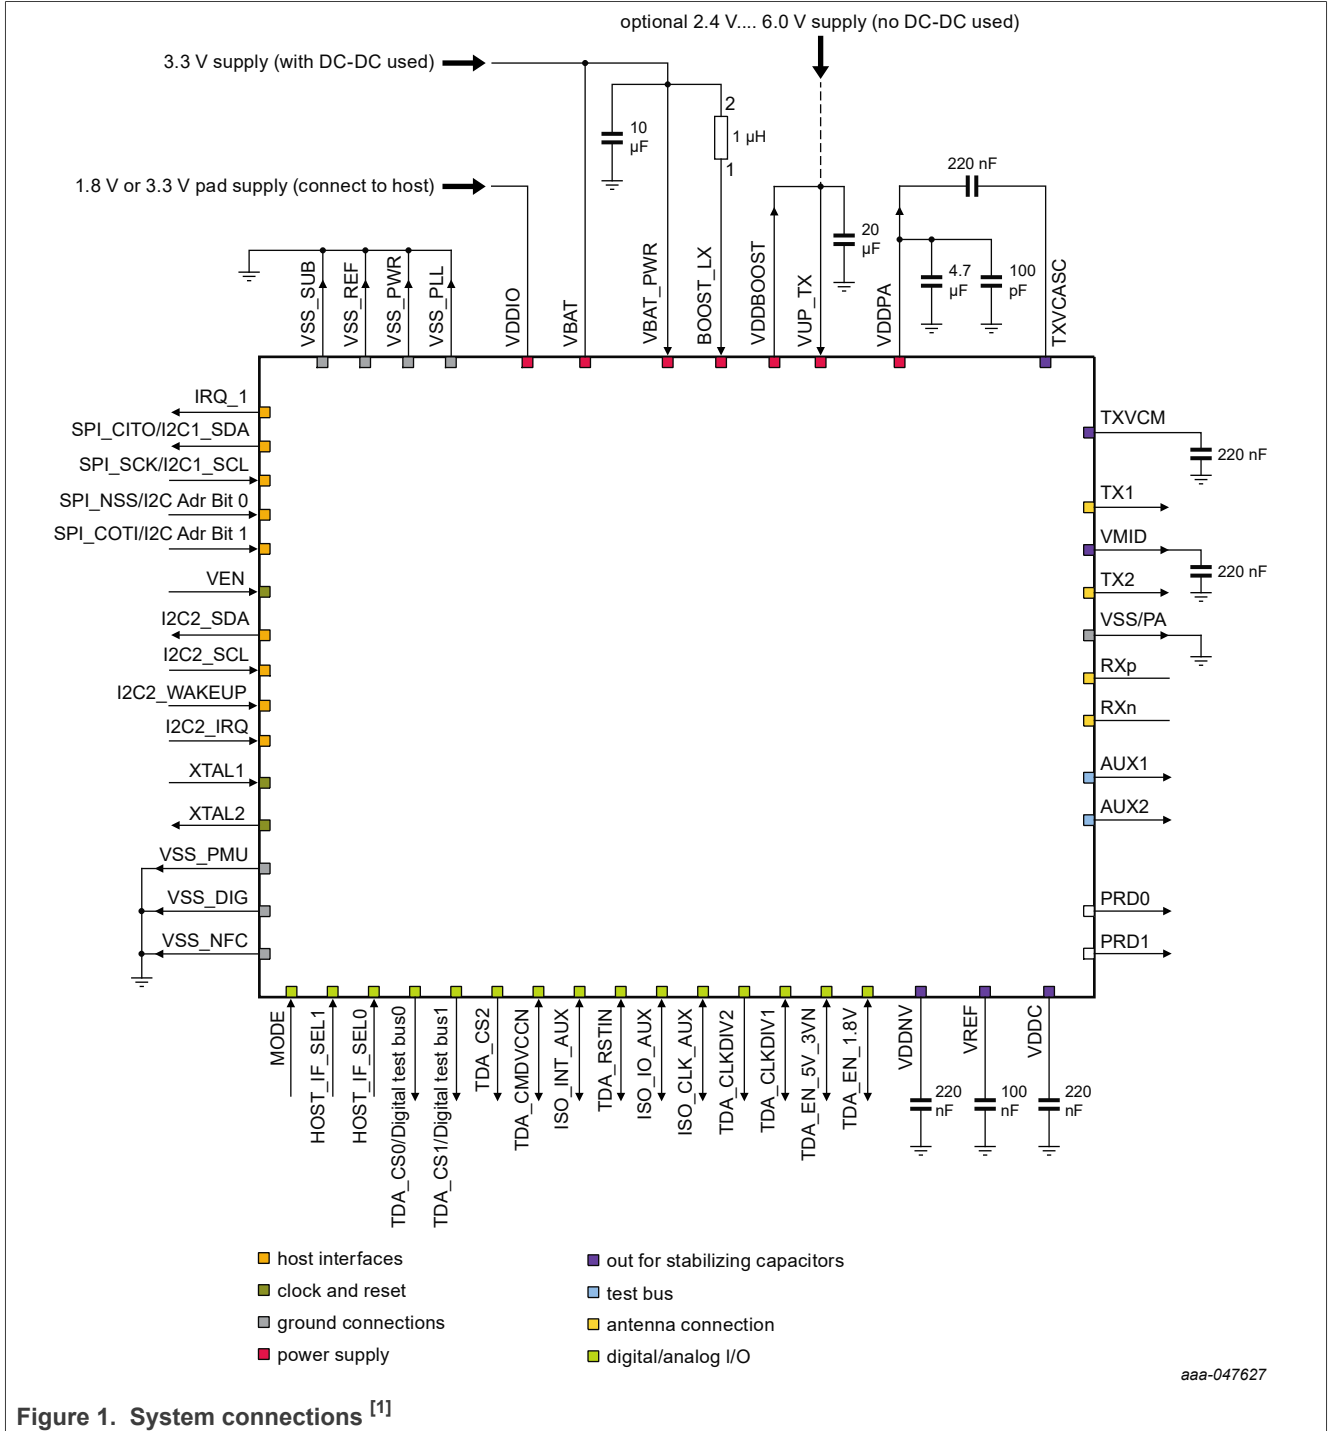 optional 2.4 V.... 6.0 V supply (no DC-DC used)
3.3 V supply (with DC-DC used)
10
µF
2
1 µH
1
220 nF
1.8 V or 3.3 V pad supply (connect to host)
20
µF
4.7
µF
100
pF
VSS_SUB
VSS_REF
VSS_PWR
VSS_PLL
VDDIO
VBAT
VBAT_PWR
BOOST_LX
VDDBOOST
VUP_TX
VDDPA
TXVCASC
IRQ_1
SPI_CITO/I2C1_SDA
SPI_SCK/I2C1_SCL
SPI_NSS/I2C Adr Bit 0
SPI_COTI/I2C Adr Bit 1
VEN
I2C2_SDA
I2C2_SCL
I2C2_WAKEUP
I2C2_IRQ
XTAL1
XTAL2
VSS_PMU
VSS_DIG
VSS_NFC
TXVCM
220 nF
TX1
VMID
220 nF
TX2
VSS/PA
RXp
RXn
AUX1
AUX2
PRD0
PRD1
MODE
HOST_IF_SEL1
HOST_IF_SEL0
TDA_CS0/Digital test bus0
TDA_CS1/Digital test bus1
TDA_CS2
TDA_CMDVCCN
ISO_INT_AUX
TDA_RSTIN
ISO_IO_AUX
ISO_CLK_AUX
TDA_CLKDIV2
TDA_CLKDIV1
TDA_EN_5V_3VN
TDA_EN_1.8V
VDDNV
VREF
VDDC
220
nF
100
nF
220
nF
host interfaces
clock and reset
ground connections
power supply
out for stabilizing capacitors
test bus
antenna connection
digital/analog I/O
aaa-047627
Figure 1. System connections [1]